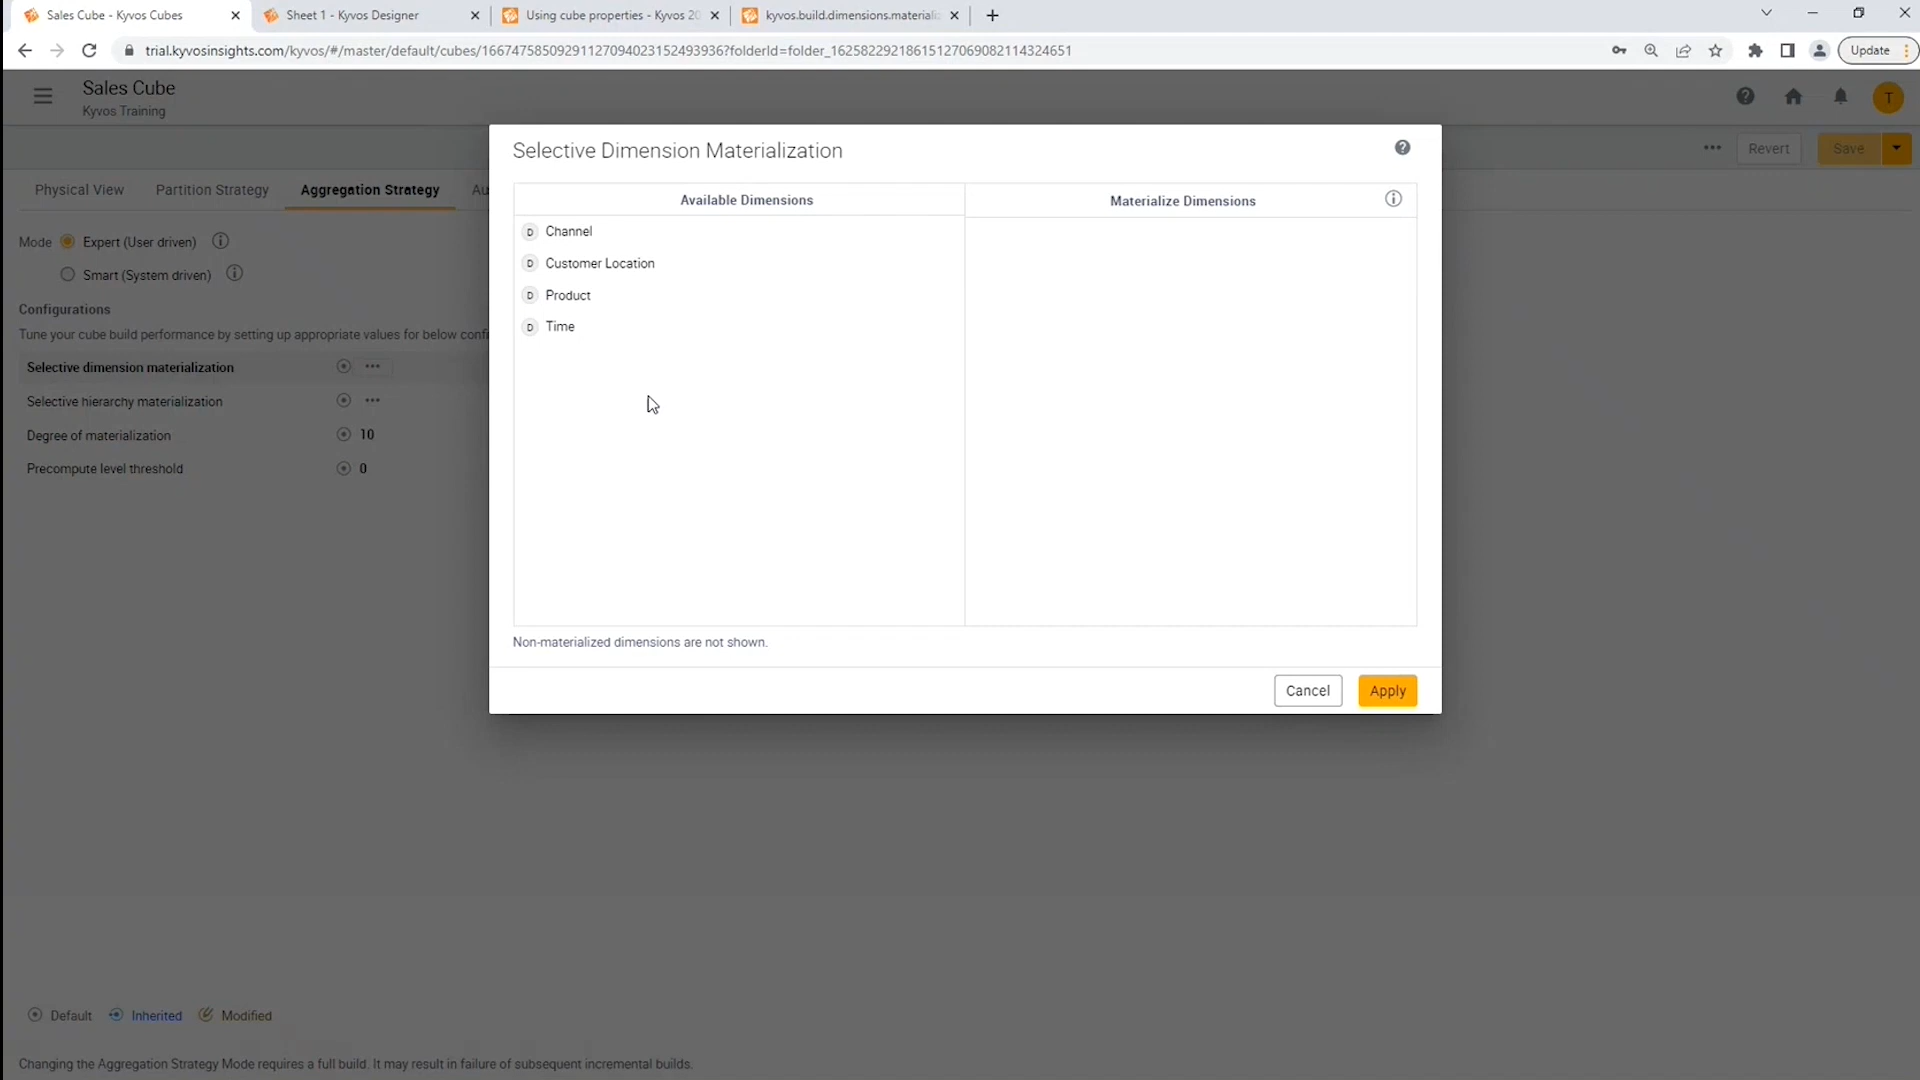 Sales Cube - Kyvos Cubes
Sheet 1 - Kyvos Designer
Using cube properties - Kyvos 20
kyvos.build.dimensions.materiali
trial.kyvosinsights.com/kyvos/#/master/default/cubes/16674758509291127094023152493936?folderId=folder_16258229218615127069082114324651
Update
Sales Cube
Kyvos Training
T
Revert
Save
Physical View
Partition Strategy
Aggregation Strategy
Au
Mode
Expert (User driven)
Smart (System driven)
Configurations
Tune your cube build performance by setting up appropriate values for below confi
Selective dimension materialization
Selective hierarchy materialization
Degree of materialization 10
Precompute level threshold 0
Selective Dimension Materialization
Available Dimensions
Materialize Dimensions
D Channel
D Customer Location
D Product
D Time
Non-materialized dimensions are not shown.
Cancel
Apply
Default
Inherited
Modified
Changing the Aggregation Strategy Mode requires a full build. It may result in failure of subsequent incremental builds.